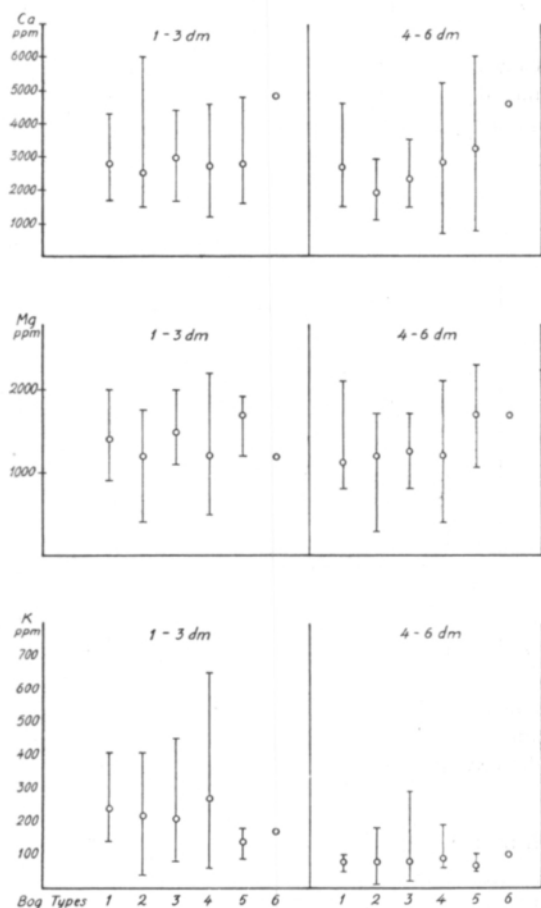 Ca
ppm
1 - 3 dm
4 - 6 dm
6000
5000
4000
3000
2000
1000
Mg
ppm
1 - 3 dm
4 - 6 dm
2000
1000
K
ppm
1 - 3 dm
4 - 6 dm
700
600
500
400
300
200
100
Bog Types 1 2 3 4 5 6 1 2 3 4 5 6